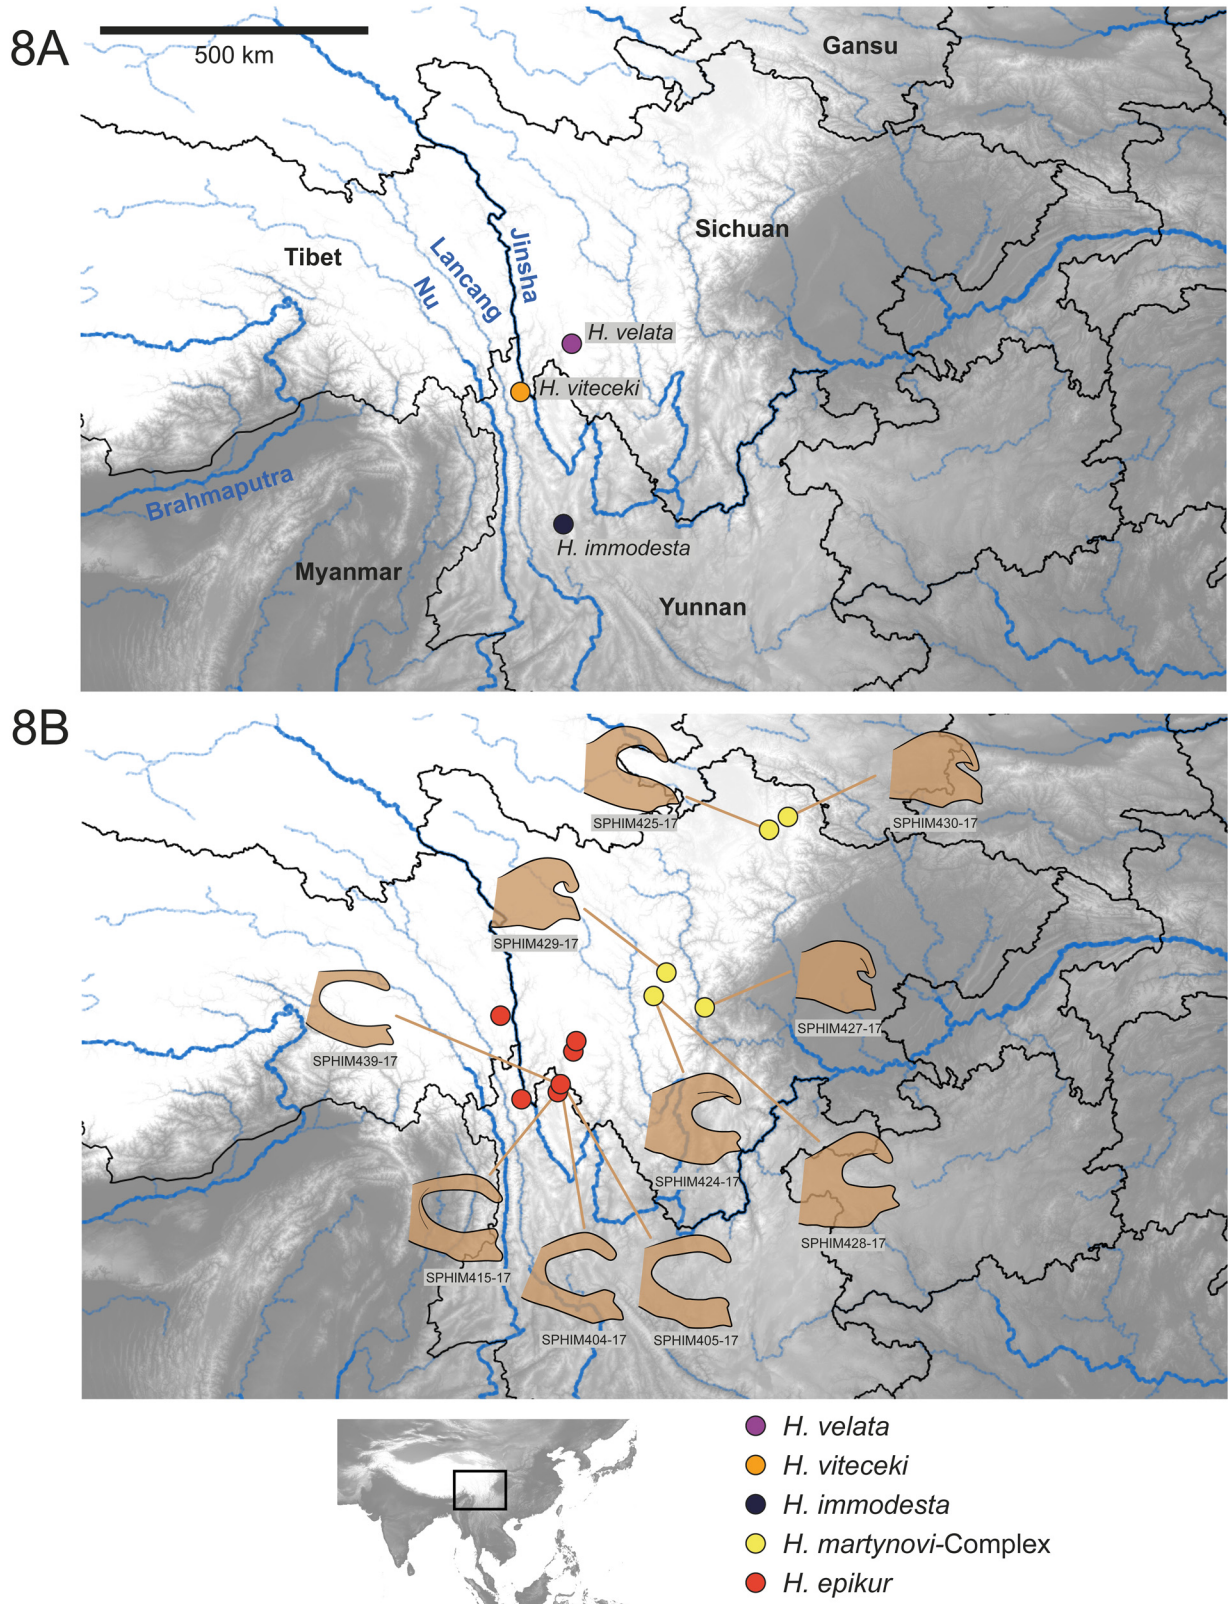 8A
500 km
Gansu
Sichuan
Tibet
Jinsha
Lancang
Nu
H. velata
H. viteceki
Brahmaputra
H. immodesta
Myanmar
Yunnan
8B
SPHIM425-17
SPHIM430-17
SPHIM429-17
SPHIM427-17
SPHIM439-17
SPHIM424-17
SPHIM428-17
SPHIM415-17
SPHIM404-17
SPHIM405-17
H. velata
H. viteceki
H. immodesta
H. martynovi-Complex
H. epikur